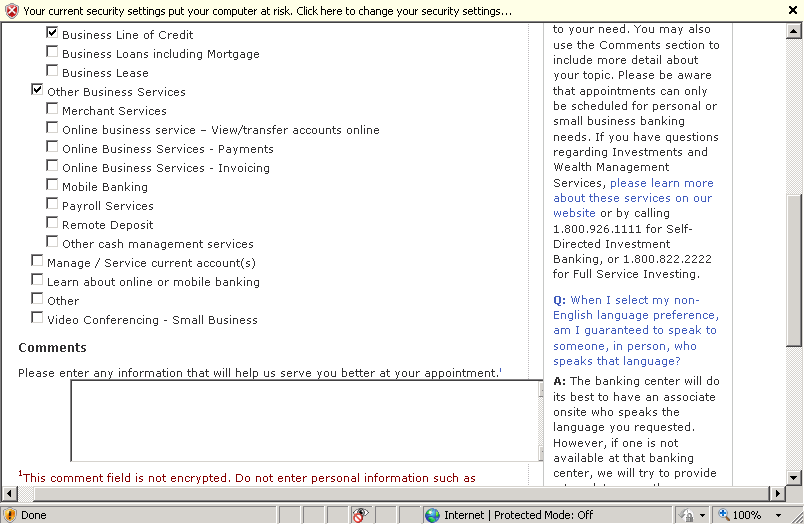 Your current security settings put your computer at risk. Click here to change your security settings...
Business Line of Credit
Business Loans including Mortgage
Business Lease
Other Business Services
Merchant Services
Online business service – View/transfer accounts online
Online Business Services - Payments
Online Business Services - Invoicing
Mobile Banking
Payroll Services
Remote Deposit
Other cash management services
Manage / Service current account(s)
Learn about online or mobile banking
Other
Video Conferencing - Small Business
Comments
Please enter any information that will help us serve you better at your appointment.¹
¹This comment field is not encrypted. Do not enter personal information such as
to your need. You may also
use the Comments section to
include more detail about
your topic. Please be aware
that appointments can only
be scheduled for personal or
small business banking
needs. If you have questions
regarding Investments and
Wealth Management
Services, please learn more
about these services on our
website or by calling
1.800.926.1111 for Self-
Directed Investment
Banking, or 1.800.822.2222
for Full Service Investing.
Q: When I select my non-
English language preference,
am I guaranteed to speak to
someone, in person, who
speaks that language?
A: The banking center will do
its best to have an associate
onsite who speaks the
language you requested.
However, if one is not
available at that banking
center, we will try to provide
Done
Internet | Protected Mode: Off
100%